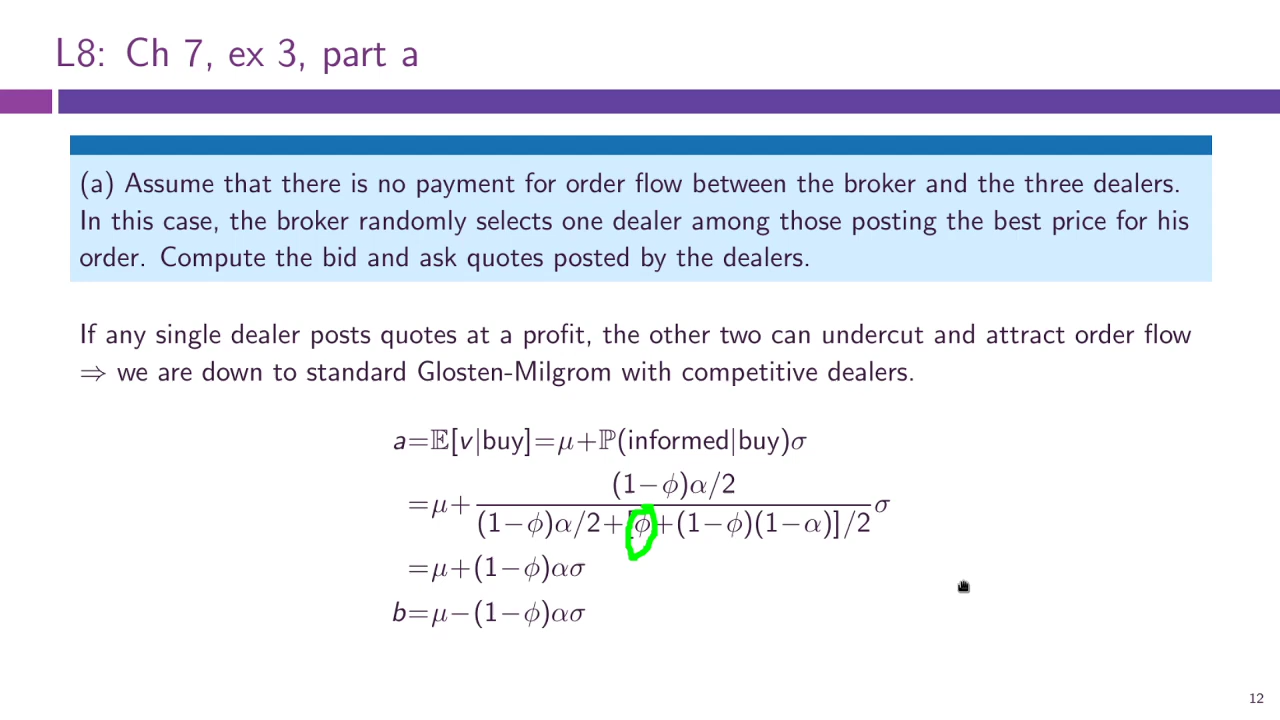 L8: Ch 7, ex 3, part a
(a) Assume that there is no payment for order flow between the broker and the three dealers.
In this case, the broker randomly selects one dealer among those posting the best price for his
order. Compute the bid and ask quotes posted by the dealers.
If any single dealer posts quotes at a profit, the other two can undercut and attract order flow
⇒ we are down to standard Glosten-Milgrom with competitive dealers.
a=𝔼[v|buy]=μ+ℙ(informed|buy)σ
=μ+ (1−ϕ)α/2 / (1−ϕ)α/2+[ϕ+(1−ϕ)(1−α)]/2 σ
=μ+(1−ϕ)ασ
b=μ−(1−ϕ)ασ
12